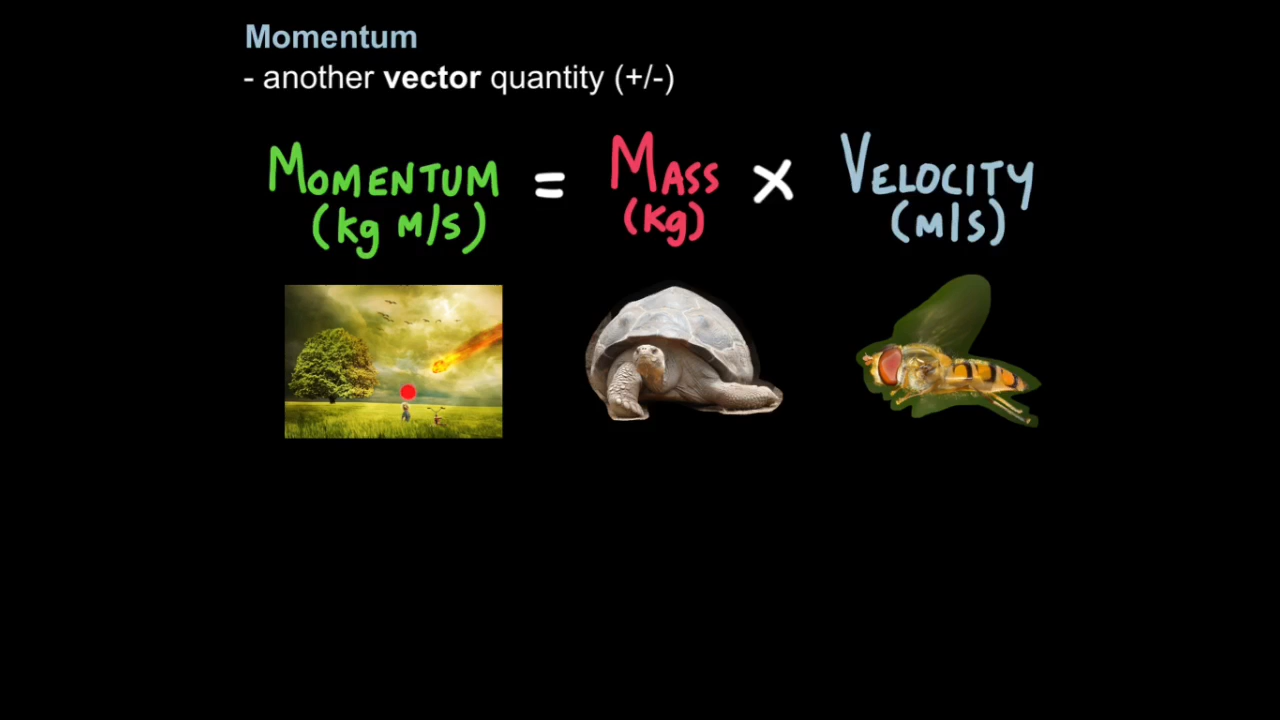 Momentum
- another vector quantity (+/-)
MOMENTUM = MASS × VELOCITY
(kg m/s) (kg) (m/s)